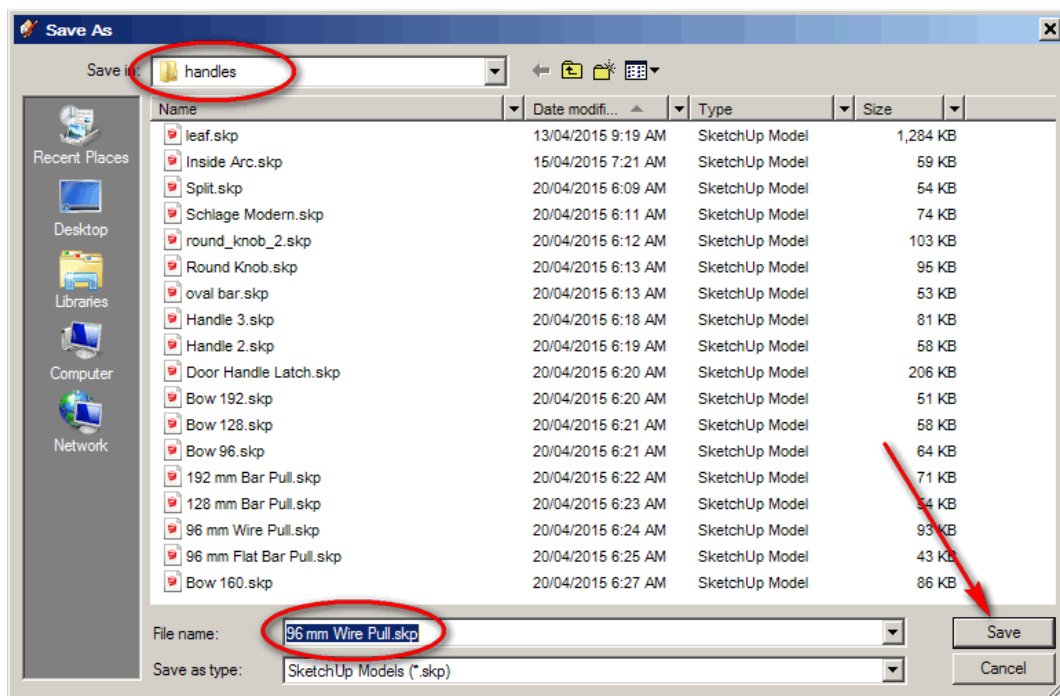 Save As
Save in: handles
Name Date modifi... Type Size
leaf.skp 13/04/2015 9:19 AM SketchUp Model 1,284 KB
Recent Places
Inside Arc.skp 15/04/2015 7:21 AM SketchUp Model 59 KB
Split.skp 20/04/2015 6:09 AM SketchUp Model 54 KB
Schlage Modern.skp 20/04/2015 6:11 AM SketchUp Model 74 KB
Desktop
round_knob_2.skp 20/04/2015 6:12 AM SketchUp Model 103 KB
Round Knob.skp 20/04/2015 6:13 AM SketchUp Model 95 KB
oval bar.skp 20/04/2015 6:13 AM SketchUp Model 53 KB
Libraries
Handle 3.skp 20/04/2015 6:18 AM SketchUp Model 81 KB
Handle 2.skp 20/04/2015 6:19 AM SketchUp Model 58 KB
Computer
Door Handle Latch.skp 20/04/2015 6:20 AM SketchUp Model 206 KB
Bow 192.skp 20/04/2015 6:20 AM SketchUp Model 51 KB
Bow 128.skp 20/04/2015 6:21 AM SketchUp Model 58 KB
Network
Bow 96.skp 20/04/2015 6:21 AM SketchUp Model 64 KB
192 mm Bar Pull.skp 20/04/2015 6:22 AM SketchUp Model 71 KB
128 mm Bar Pull.skp 20/04/2015 6:23 AM SketchUp Model 54 KB
96 mm Wire Pull.skp 20/04/2015 6:24 AM SketchUp Model 93 KB
96 mm Flat Bar Pull.skp 20/04/2015 6:25 AM SketchUp Model 43 KB
Bow 160.skp 20/04/2015 6:27 AM SketchUp Model 86 KB
File name: 96 mm Wire Pull.skp Save
Save as type: SketchUp Models (*.skp) Cancel